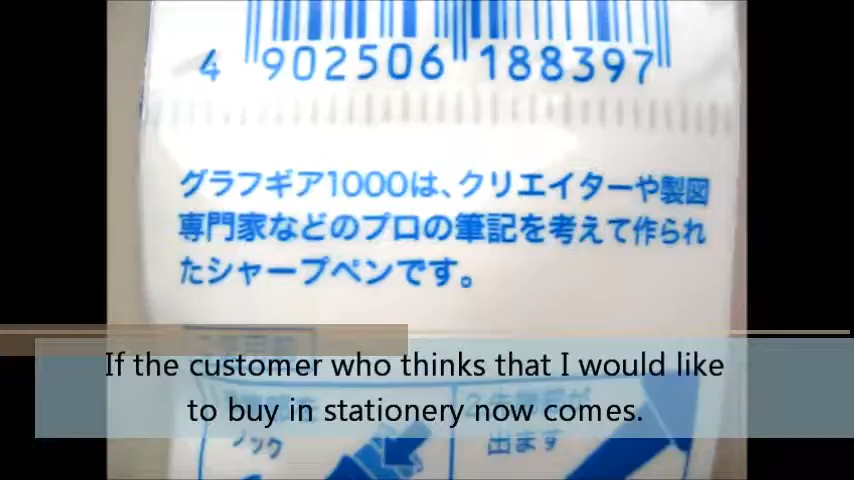 4 902506 188397
グラフギア1000は、クリエイターや製図
専門家などのプロの筆記を考えて作られ
たシャープペンです。
If the customer who thinks that I would like
to buy in stationery now comes.
ノック
出ます